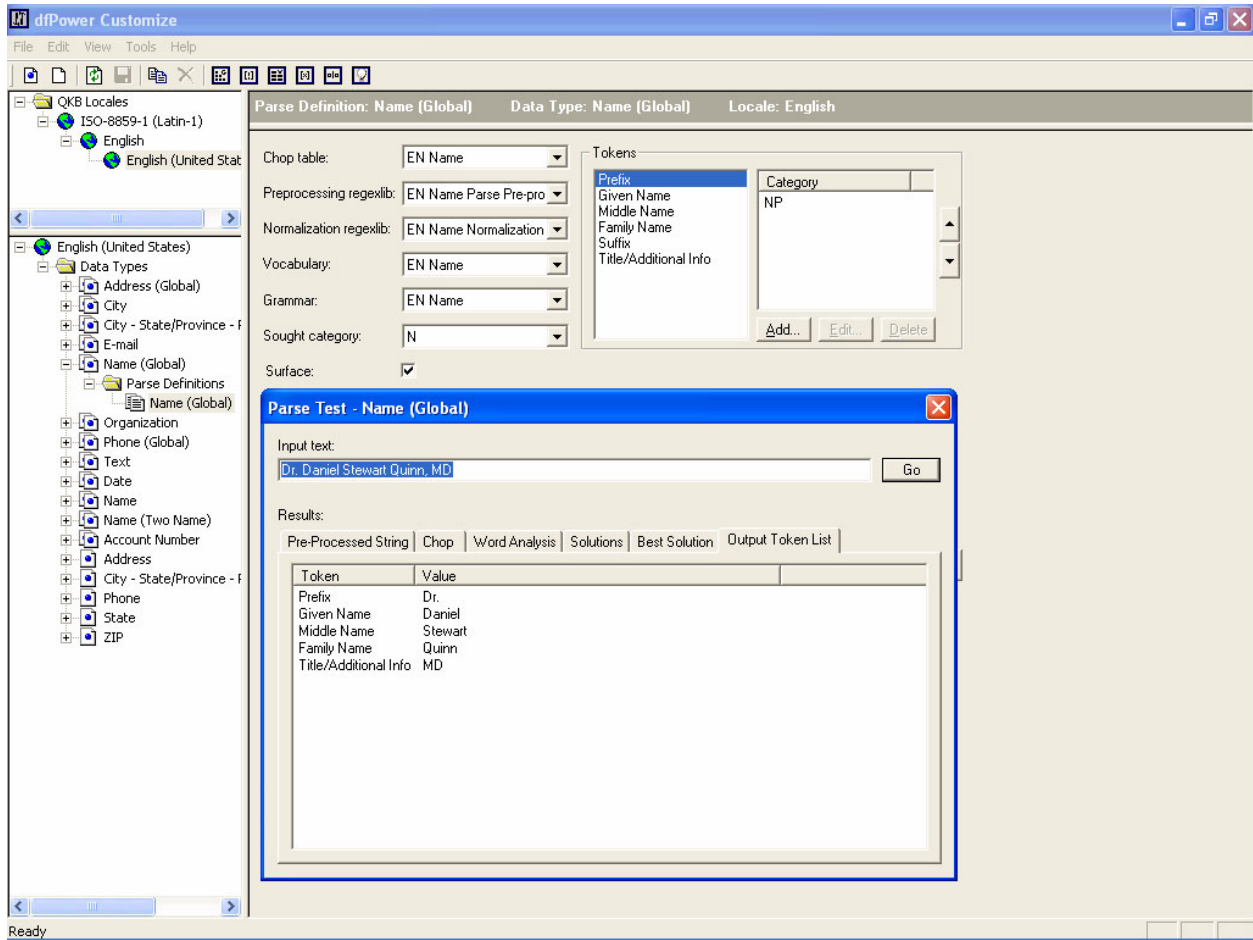 dfPower Customize
File Edit View Tools Help
QKB Locales
ISO-8859-1 (Latin-1)
English
English (United Stat
English (United States)
Data Types
Address (Global)
City
City - State/Province - F
E-mail
Name (Global)
Parse Definitions
Name (Global)
Organization
Phone (Global)
Text
Date
Name
Name (Two Name)
Account Number
Address
City - State/Province - F
Phone
State
ZIP
Parse Definition: Name (Global) Data Type: Name (Global) Locale: English
Chop table: EN Name
Preprocessing regexlib: EN Name Parse Pre-pro
Normalization regexlib: EN Name Normalization
Vocabulary: EN Name
Grammar: EN Name
Sought category: N
Surface:
Tokens
Prefix
Given Name
Middle Name
Family Name
Suffix
Title/Additional Info
Category
NP
Add... Edit... Delete
Parse Test - Name (Global)
Input text:
Dr. Daniel Stewart Quinn, MD
Go
Results:
Pre-Processed String Chop Word Analysis Solutions Best Solution Output Token List
Token Value
Prefix Dr.
Given Name Daniel
Middle Name Stewart
Family Name Quinn
Title/Additional Info MD
Ready